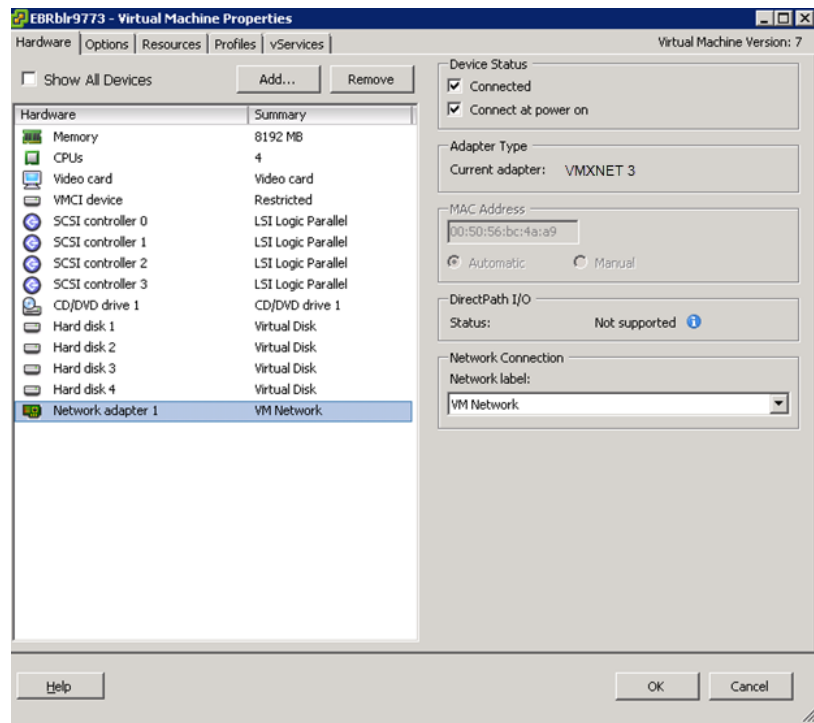 EBRblr9773 - Virtual Machine Properties
Hardware Options Resources Profiles vServices Virtual Machine Version: 7
Show All Devices Add... Remove
Hardware Summary
Memory 8192 MB
CPUs 4
Video card Video card
VMCI device Restricted
SCSI controller 0 LSI Logic Parallel
SCSI controller 1 LSI Logic Parallel
SCSI controller 2 LSI Logic Parallel
SCSI controller 3 LSI Logic Parallel
CD/DVD drive 1 CD/DVD drive 1
Hard disk 1 Virtual Disk
Hard disk 2 Virtual Disk
Hard disk 3 Virtual Disk
Hard disk 4 Virtual Disk
Network adapter 1 VM Network
Device Status
Connected
Connect at power on
Adapter Type
Current adapter: VMXNET 3
MAC Address
00:50:56:bc:4a:a9
Automatic Manual
DirectPath I/O
Status: Not supported
Network Connection
Network label:
VM Network
Help OK Cancel